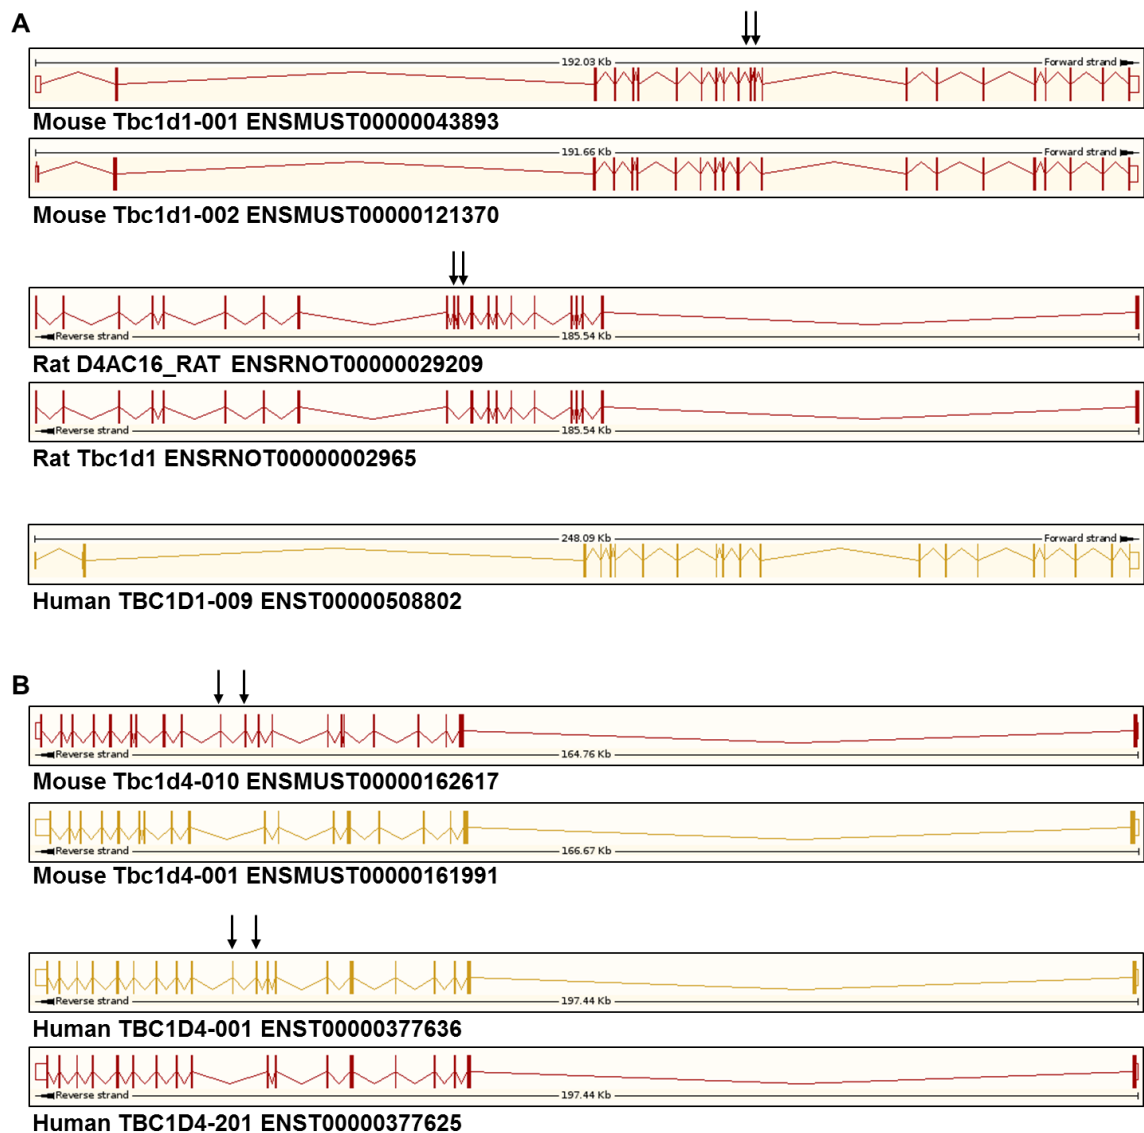 A
192.03 Kb Forward strand
Mouse Tbc1d1-001 ENSMUST00000043893
191.66 Kb Forward strand
Mouse Tbc1d1-002 ENSMUST00000121370
Reverse strand 185.54 Kb
Rat D4AC16_RAT ENSRNOT00000029209
Reverse strand 185.54 Kb
Rat Tbc1d1 ENSRNOT00000002965
248.09 Kb Forward strand
Human TBC1D1-009 ENST00000508802
B
Reverse strand 164.76 Kb
Mouse Tbc1d4-010 ENSMUST00000162617
Reverse strand 166.67 Kb
Mouse Tbc1d4-001 ENSMUST00000161991
Reverse strand 197.44 Kb
Human TBC1D4-001 ENST00000377636
Reverse strand 197.44 Kb
Human TBC1D4-201 ENST00000377625